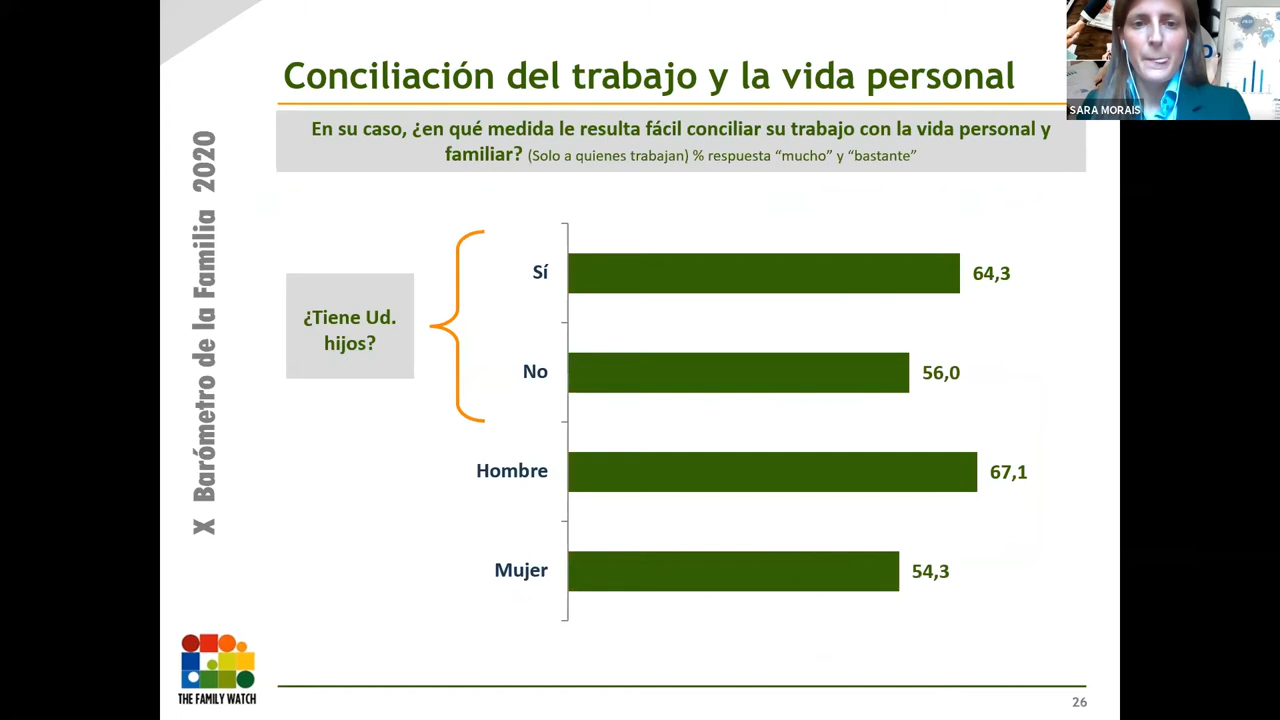 Conciliación del trabajo y la vida personal
En su caso, ¿en qué medida le resulta fácil conciliar su trabajo con la vida personal y
familiar? (Solo a quienes trabajan) % respuesta “mucho” y “bastante”
X Barómetro de la Familia 2020
¿Tiene Ud.
hijos?
Sí
64,3
No
56,0
Hombre
67,1
Mujer
54,3
THE FAMILY WATCH
26
SARA MORAIS